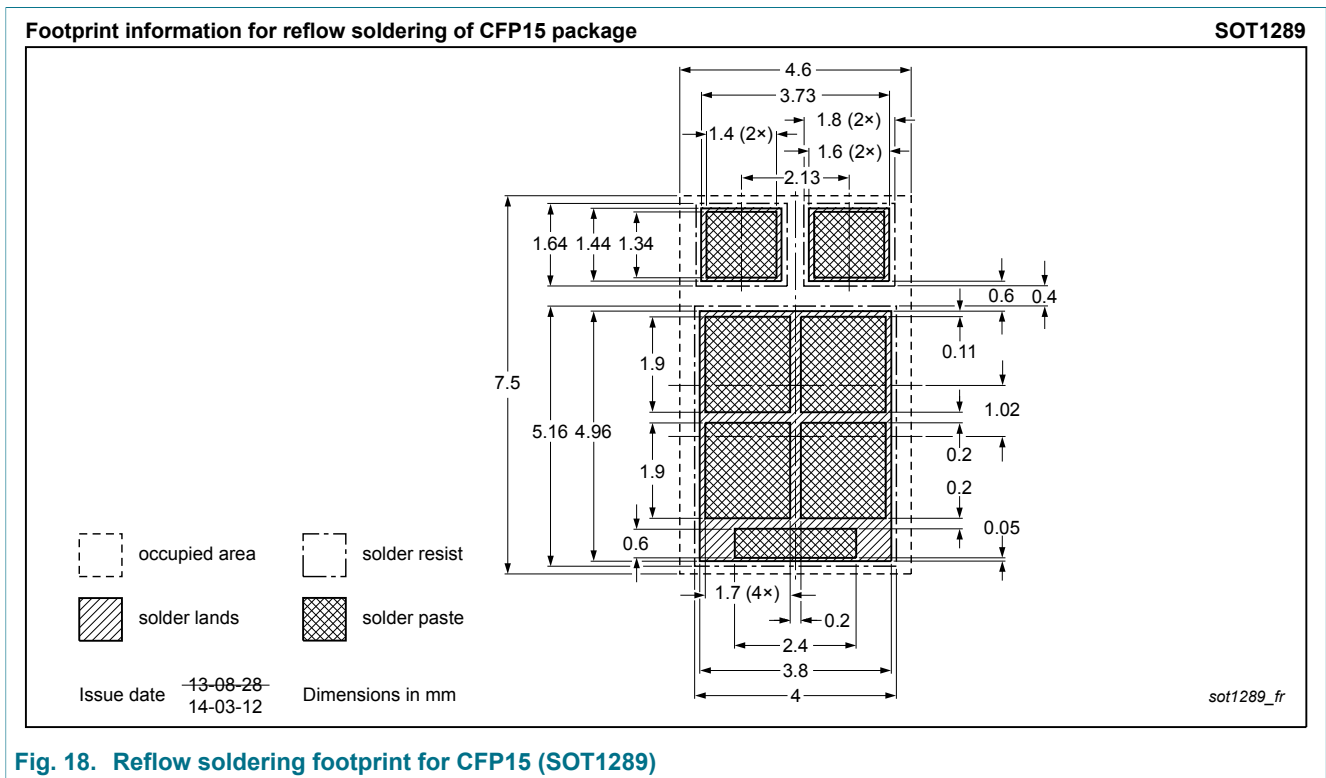 Footprint information for reflow soldering of CFP15 package SOT1289
4.6
3.73
1.4 (2×) 1.8 (2×)
1.6 (2×)
2.13
1.64 1.44 1.34
0.6 0.4
0.11
1.9
7.5
1.02
5.16 4.96
0.2
1.9
0.2
0.05
0.6
1.7 (4×)
0.2
2.4
3.8
4
occupied area solder resist
solder lands solder paste
13-08-28
Issue date Dimensions in mm
14-03-12
sot1289_fr
Fig. 18. Reflow soldering footprint for CFP15 (SOT1289)